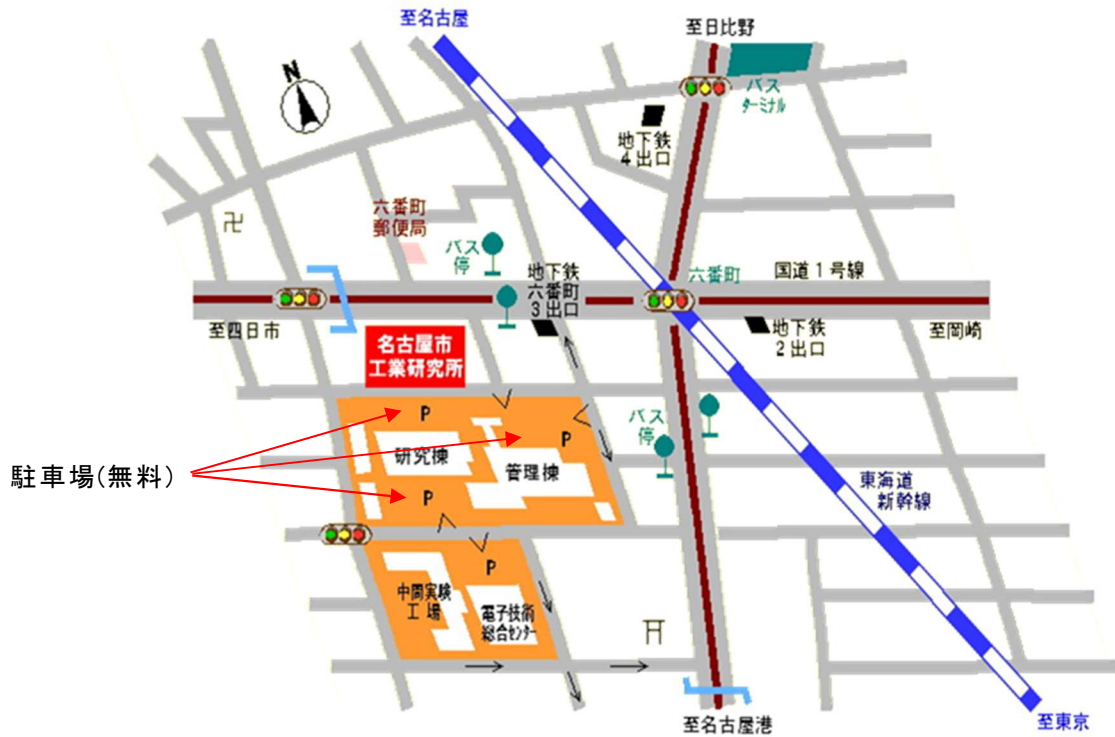 至名古屋
至日比野
N
バス
ターミナル
地下鉄
4出口
六番町
郵便局
バス
停
地下鉄
六番町
3出口
六番町
国道1号線
至四日市
地下鉄
2出口
至岡崎
名古屋市
工業研究所
P
バス
停
P
研究棟
管理棟
駐車場(無料)
P
東海道
新幹線
P
中間実験
工場
電子技術
総合センター
至名古屋港
至東京